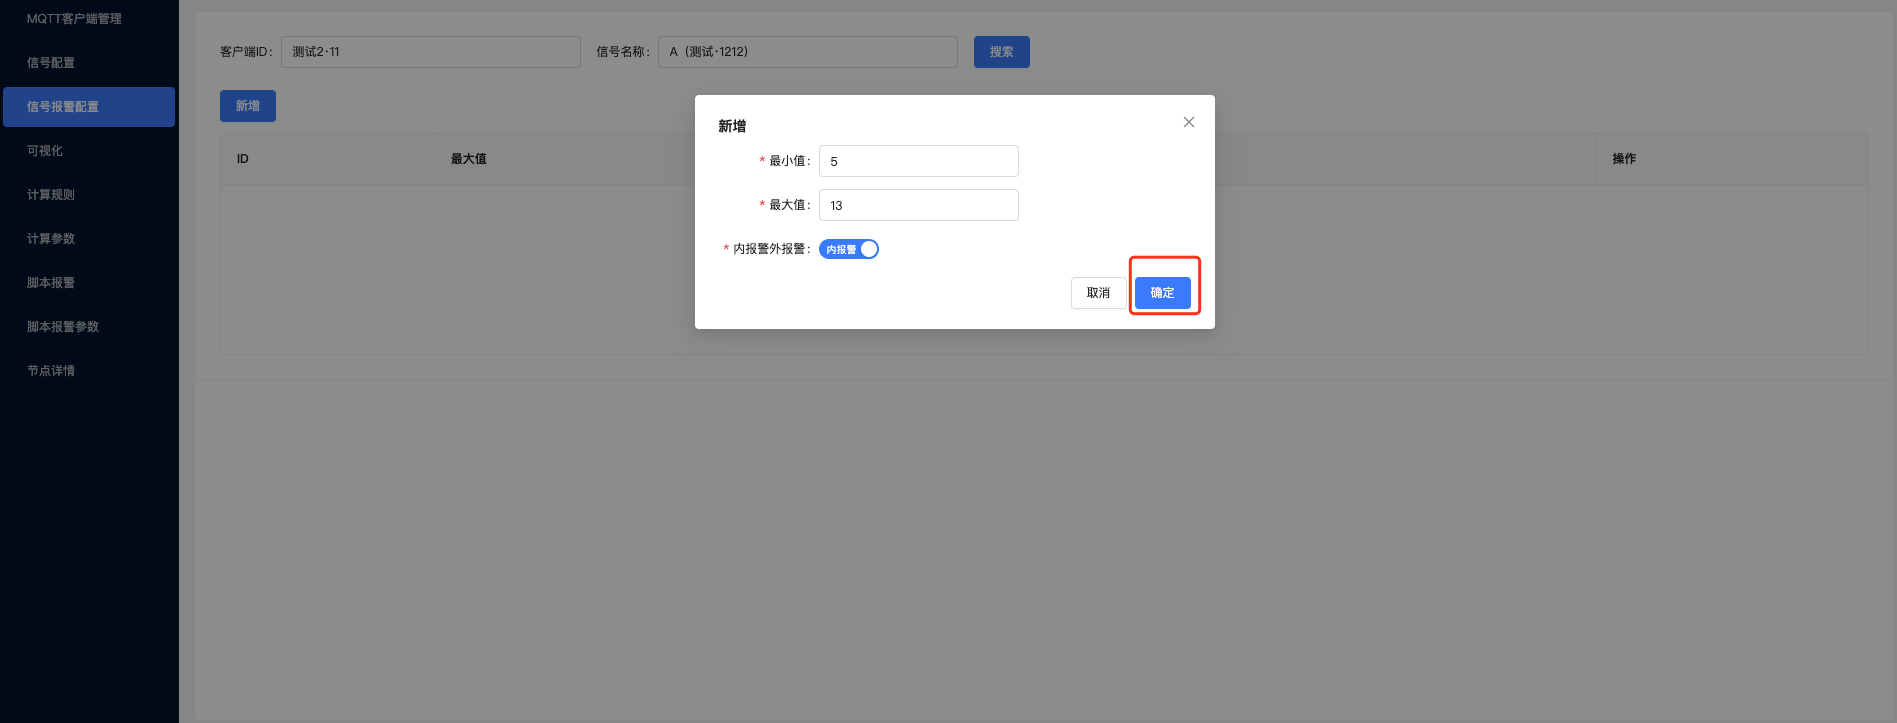 MQTT客户端管理
信号配置
信号报警配置
可视化
计算规则
计算参数
脚本报警
脚本报警参数
节点详情
客户端ID: 测试2·11 信号名称: A (测试·1212) 搜索
新增
ID 最大值 操作
新增
* 最小值: 5
* 最大值: 13
* 内报警外报警: 内报警
取消 确定